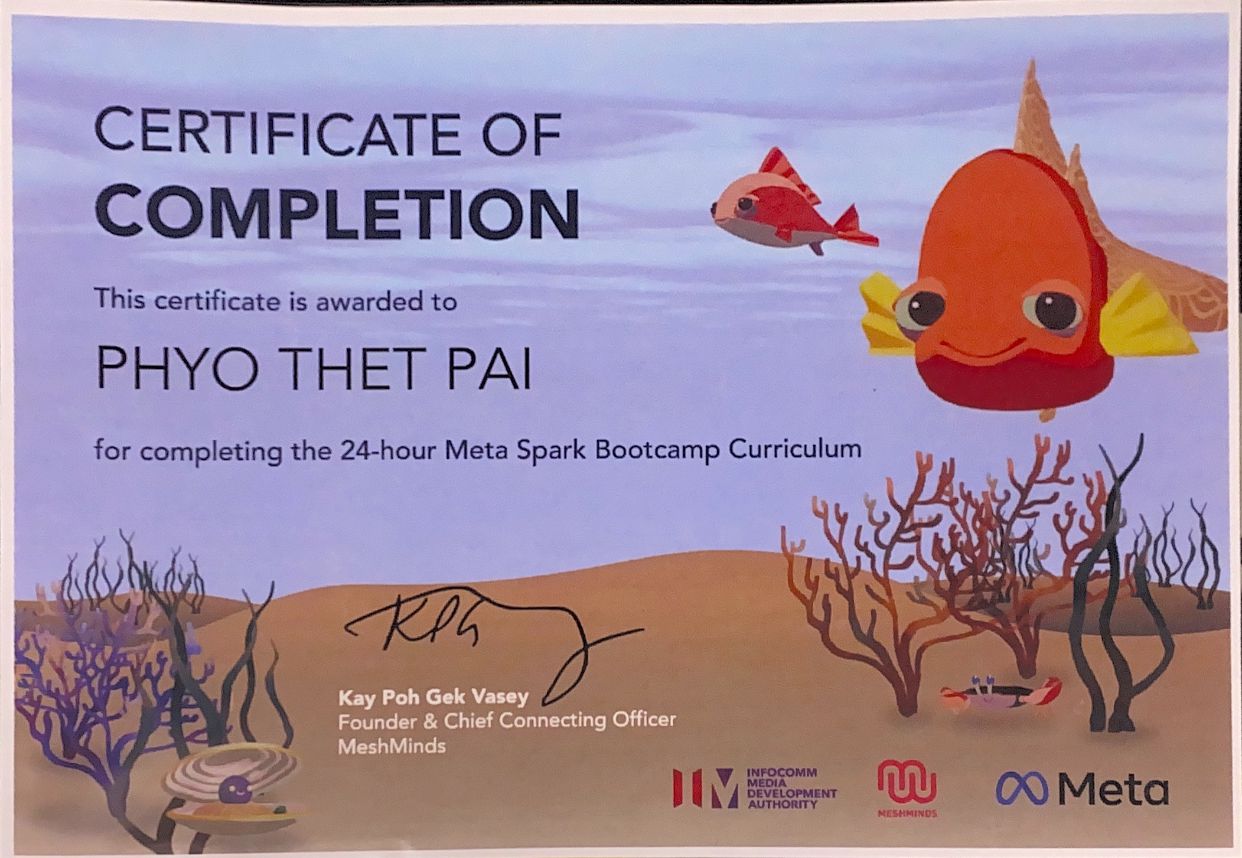 CERTIFICATE OF
COMPLETION
This certificate is awarded to
PHYO THET PAI
for completing the 24-hour Meta Spark Bootcamp Curriculum
Kay Poh Gek Vasey
Founder & Chief Connecting Officer
MeshMinds
INFOCOMM
MEDIA
DEVELOPMENT
AUTHORITY
MESHMINDS
Meta